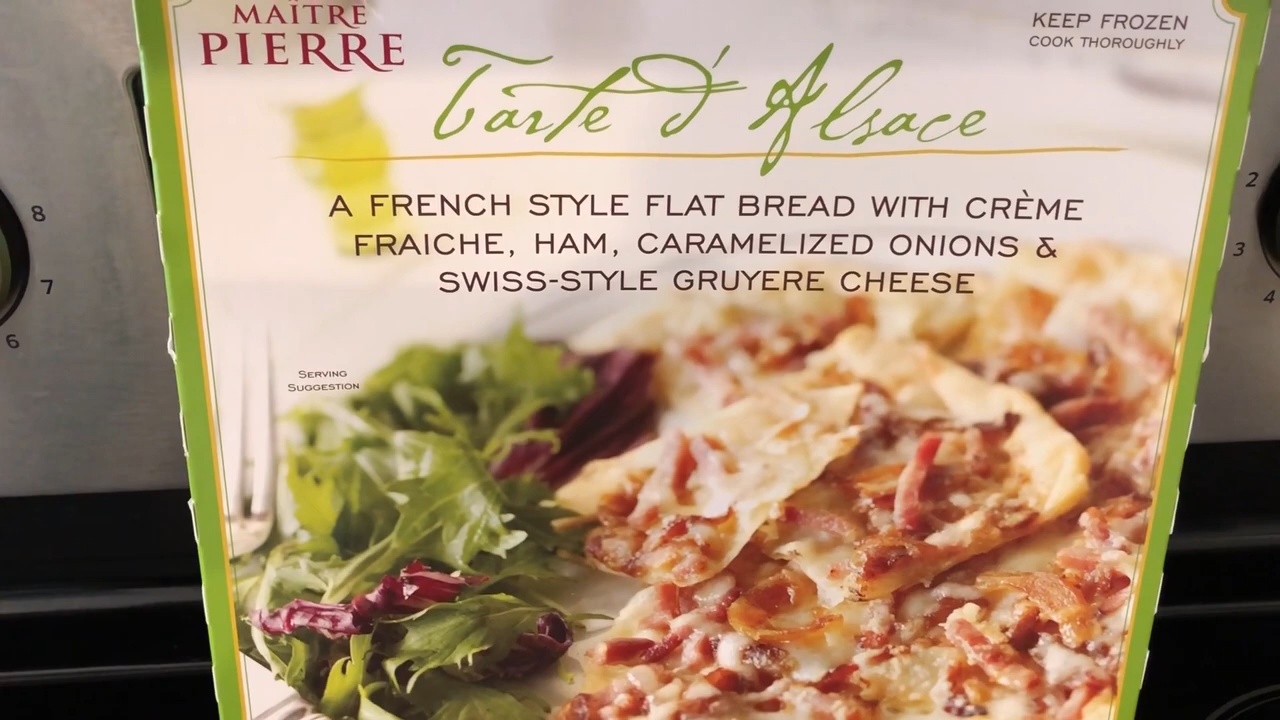 MAÎTRE
PIERRE
KEEP FROZEN
COOK THOROUGHLY
Tarte d'Alsace
A FRENCH STYLE FLAT BREAD WITH CRÈME
FRAICHE, HAM, CARAMELIZED ONIONS &
SWISS-STYLE GRUYERE CHEESE
SERVING
SUGGESTION
8
7
6
2
3
4